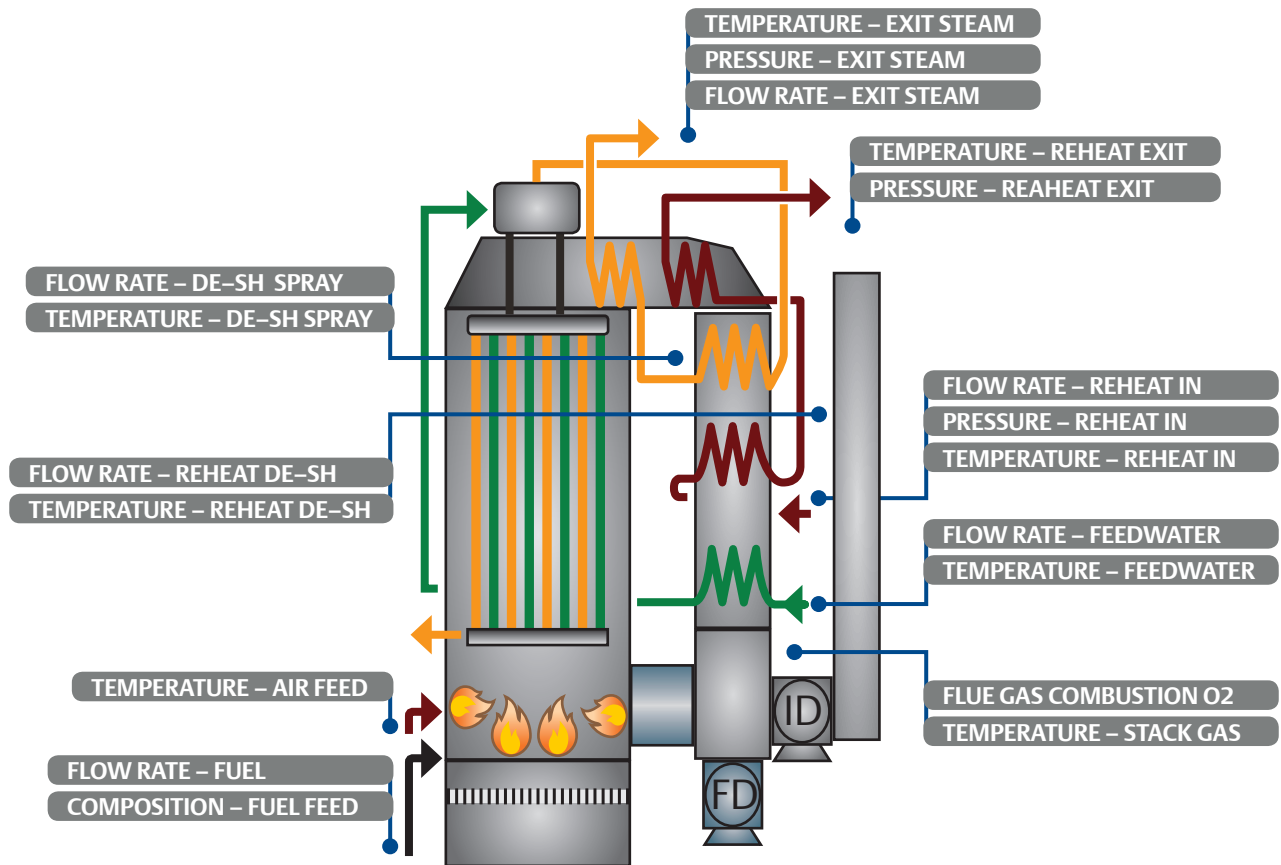 TEMPERATURE – EXIT STEAM
PRESSURE – EXIT STEAM
FLOW RATE – EXIT STEAM
TEMPERATURE – REHEAT EXIT
PRESSURE – REAHEAT EXIT
FLOW RATE – DE–SH SPRAY
TEMPERATURE – DE–SH SPRAY
FLOW RATE – REHEAT IN
PRESSURE – REHEAT IN
TEMPERATURE – REHEAT IN
FLOW RATE – REHEAT DE–SH
TEMPERATURE – REHEAT DE–SH
FLOW RATE – FEEDWATER
TEMPERATURE – FEEDWATER
TEMPERATURE – AIR FEED
FLUE GAS COMBUSTION O2
TEMPERATURE – STACK GAS
ID
FLOW RATE – FUEL
COMPOSITION – FUEL FEED
FD